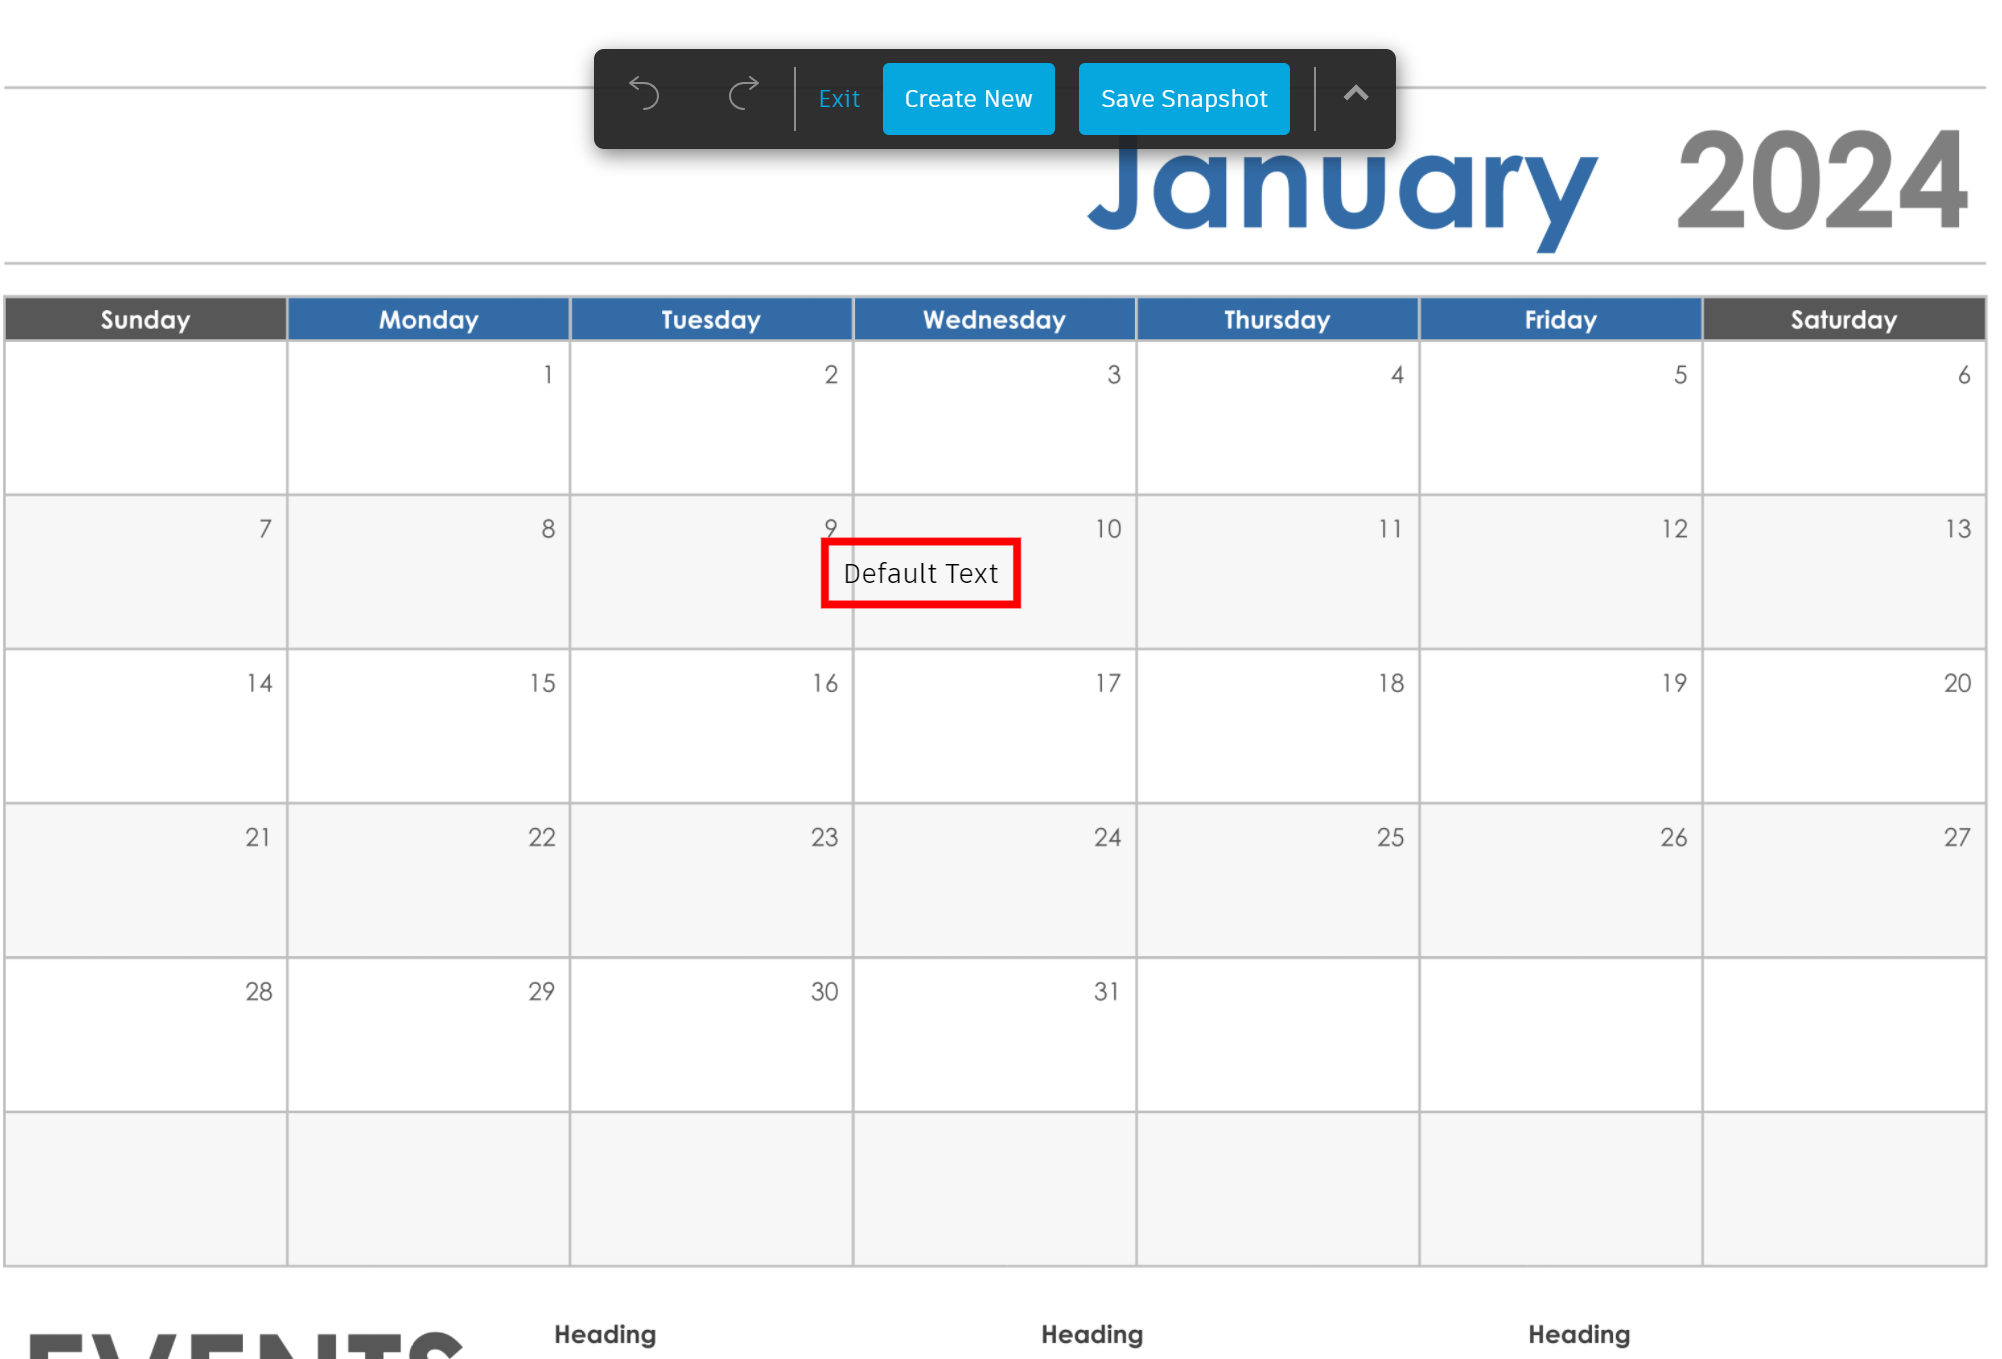 Exit Create New Save Snapshot
January 2024
Sunday Monday Tuesday Wednesday Thursday Friday Saturday
1 2 3 4 5 6
7 8 9 10 11 12 13
Default Text
14 15 16 17 18 19 20
21 22 23 24 25 26 27
28 29 30 31
EVENTS Heading Heading Heading